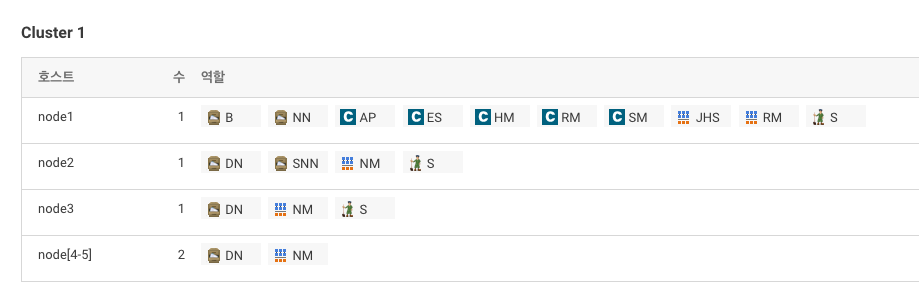 Cluster 1
호스트 수 역할
node1 1 B NN C AP C ES C HM C RM C SM JHS RM S
node2 1 DN SNN NM S
node3 1 DN NM S
node[4-5] 2 DN NM